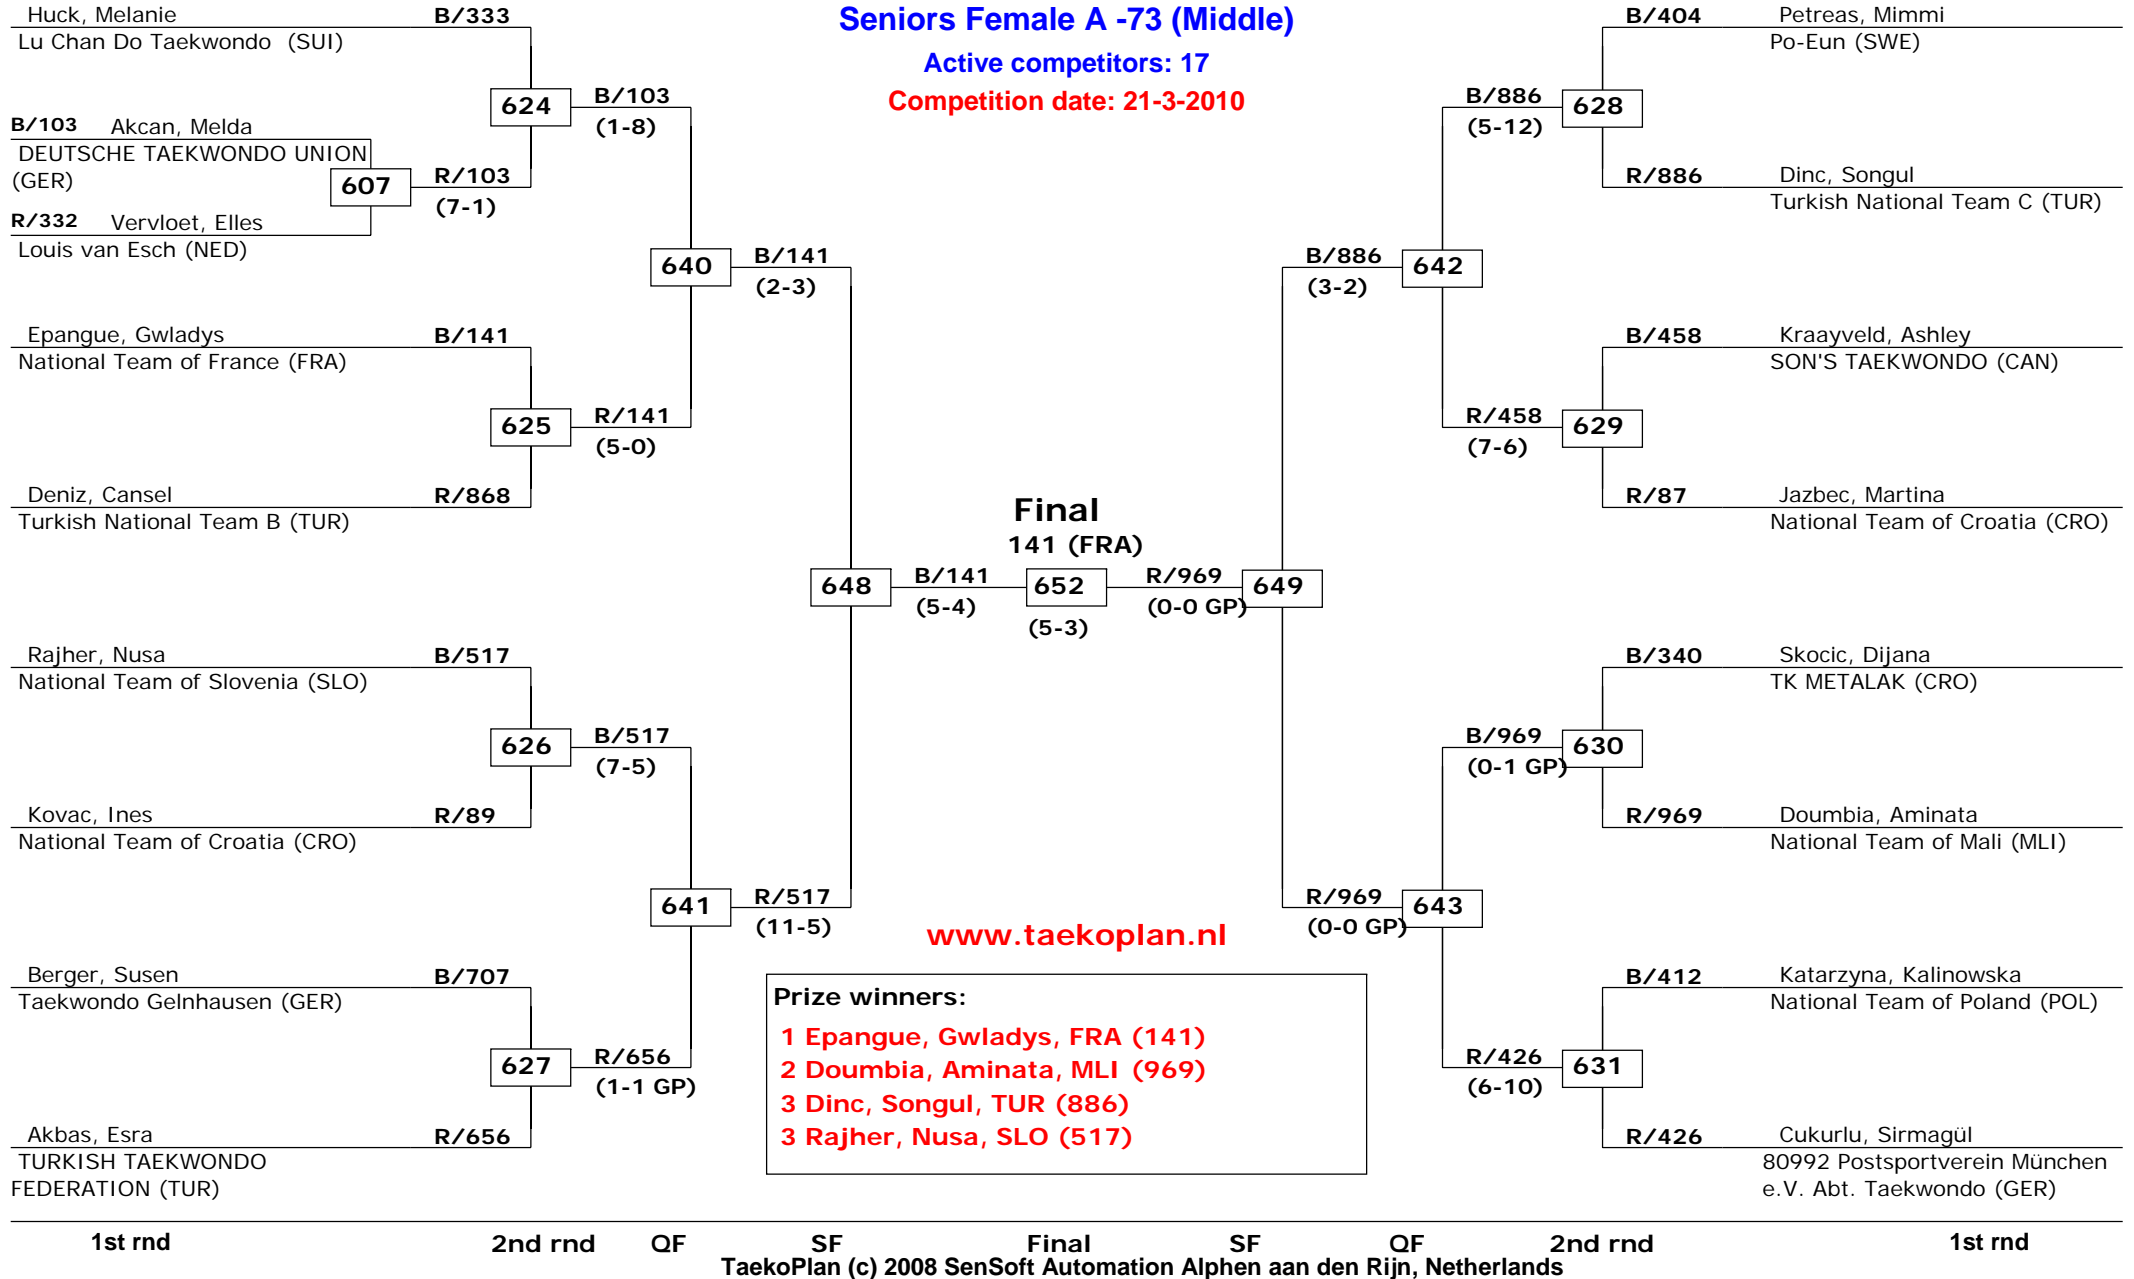 Seniors Female A -73 (Middle)
Active competitors: 17
Competition date: 21-3-2010
Huck, Melanie B/333
Lu Chan Do Taekwondo (SUI)
624
B/103
(1-8)
B/103 Akcan, Melda
DEUTSCHE TAEKWONDO UNION
(GER)
607
R/103
(7-1)
R/332 Vervloet, Elles
Louis van Esch (NED)
640
B/141
(2-3)
Epangue, Gwladys B/141
National Team of France (FRA)
625
R/141
(5-0)
Deniz, Cansel R/868
Turkish National Team B (TUR)
648
B/141
(5-4)
Rajher, Nusa B/517
National Team of Slovenia (SLO)
626
B/517
(7-5)
Kovac, Ines R/89
National Team of Croatia (CRO)
641
R/517
(11-5)
Berger, Susen B/707
Taekwondo Gelnhausen (GER)
627
R/656
(1-1 GP)
Akbas, Esra R/656
TURKISH TAEKWONDO
FEDERATION (TUR)
Final
141 (FRA)
652
(5-3)
B/404 Petreas, Mimmi
Po-Eun (SWE)
B/886
(5-12)
628
R/886 Dinc, Songul
Turkish National Team C (TUR)
B/886
(3-2)
642
B/458 Kraayveld, Ashley
SON'S TAEKWONDO (CAN)
R/458
(7-6)
629
R/87 Jazbec, Martina
National Team of Croatia (CRO)
R/969
(0-0 GP)
649
B/340 Skocic, Dijana
TK METALAK (CRO)
B/969
(0-1 GP)
630
R/969 Doumbia, Aminata
National Team of Mali (MLI)
R/969
(0-0 GP)
643
B/412 Katarzyna, Kalinowska
National Team of Poland (POL)
R/426
(6-10)
631
R/426 Cukurlu, Sirmagül
80992 Postsportverein München
e.V. Abt. Taekwondo (GER)
www.taekoplan.nl
Prize winners:
1 Epangue, Gwladys, FRA (141)
2 Doumbia, Aminata, MLI (969)
3 Dinc, Songul, TUR (886)
3 Rajher, Nusa, SLO (517)
1st rnd 2nd rnd QF SF Final SF QF 2nd rnd 1st rnd
TaekoPlan (c) 2008 SenSoft Automation Alphen aan den Rijn, Netherlands